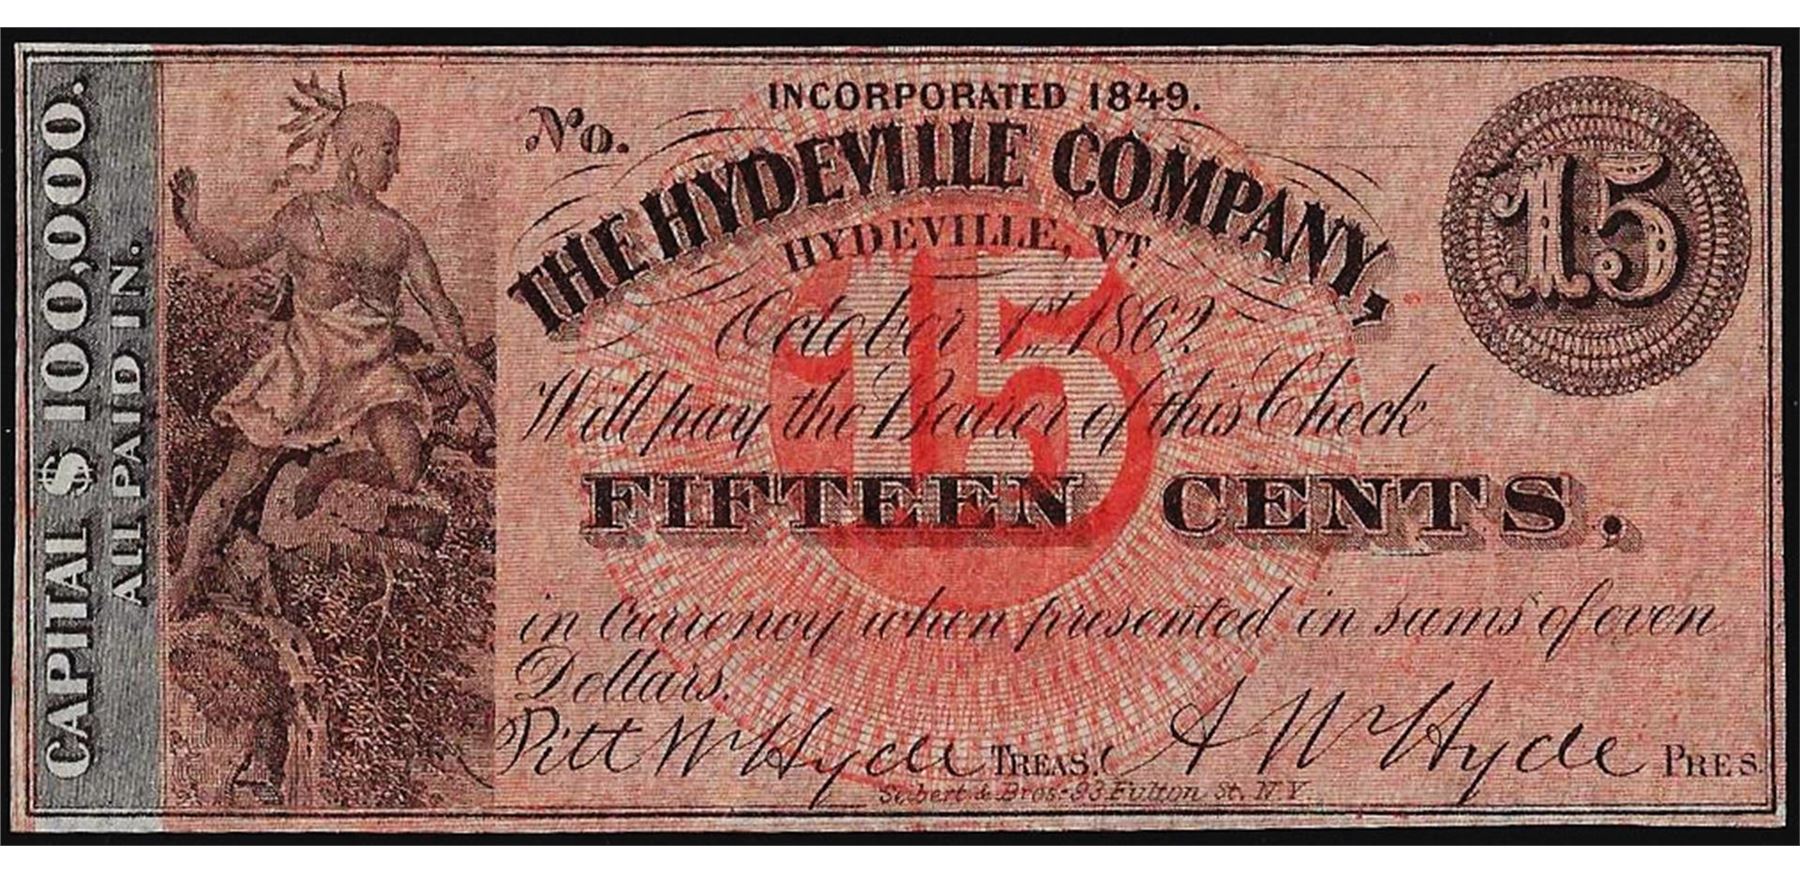 CAPITAL $100,000.
ALL PAID IN.
No.
INCORPORATED 1849.
THE HYDEVILLE COMPANY,
HYDEVILLE, VT.
15
15
October 1st 1862.
Will pay the Bearer of this Check
FIFTEEN CENTS.
in Currency when presented in sums of even
Dollars.
Pitt W Hyde TREAS.
A W Hyde PRES.
Seibert & Bros-93 Fulton St. N.Y.